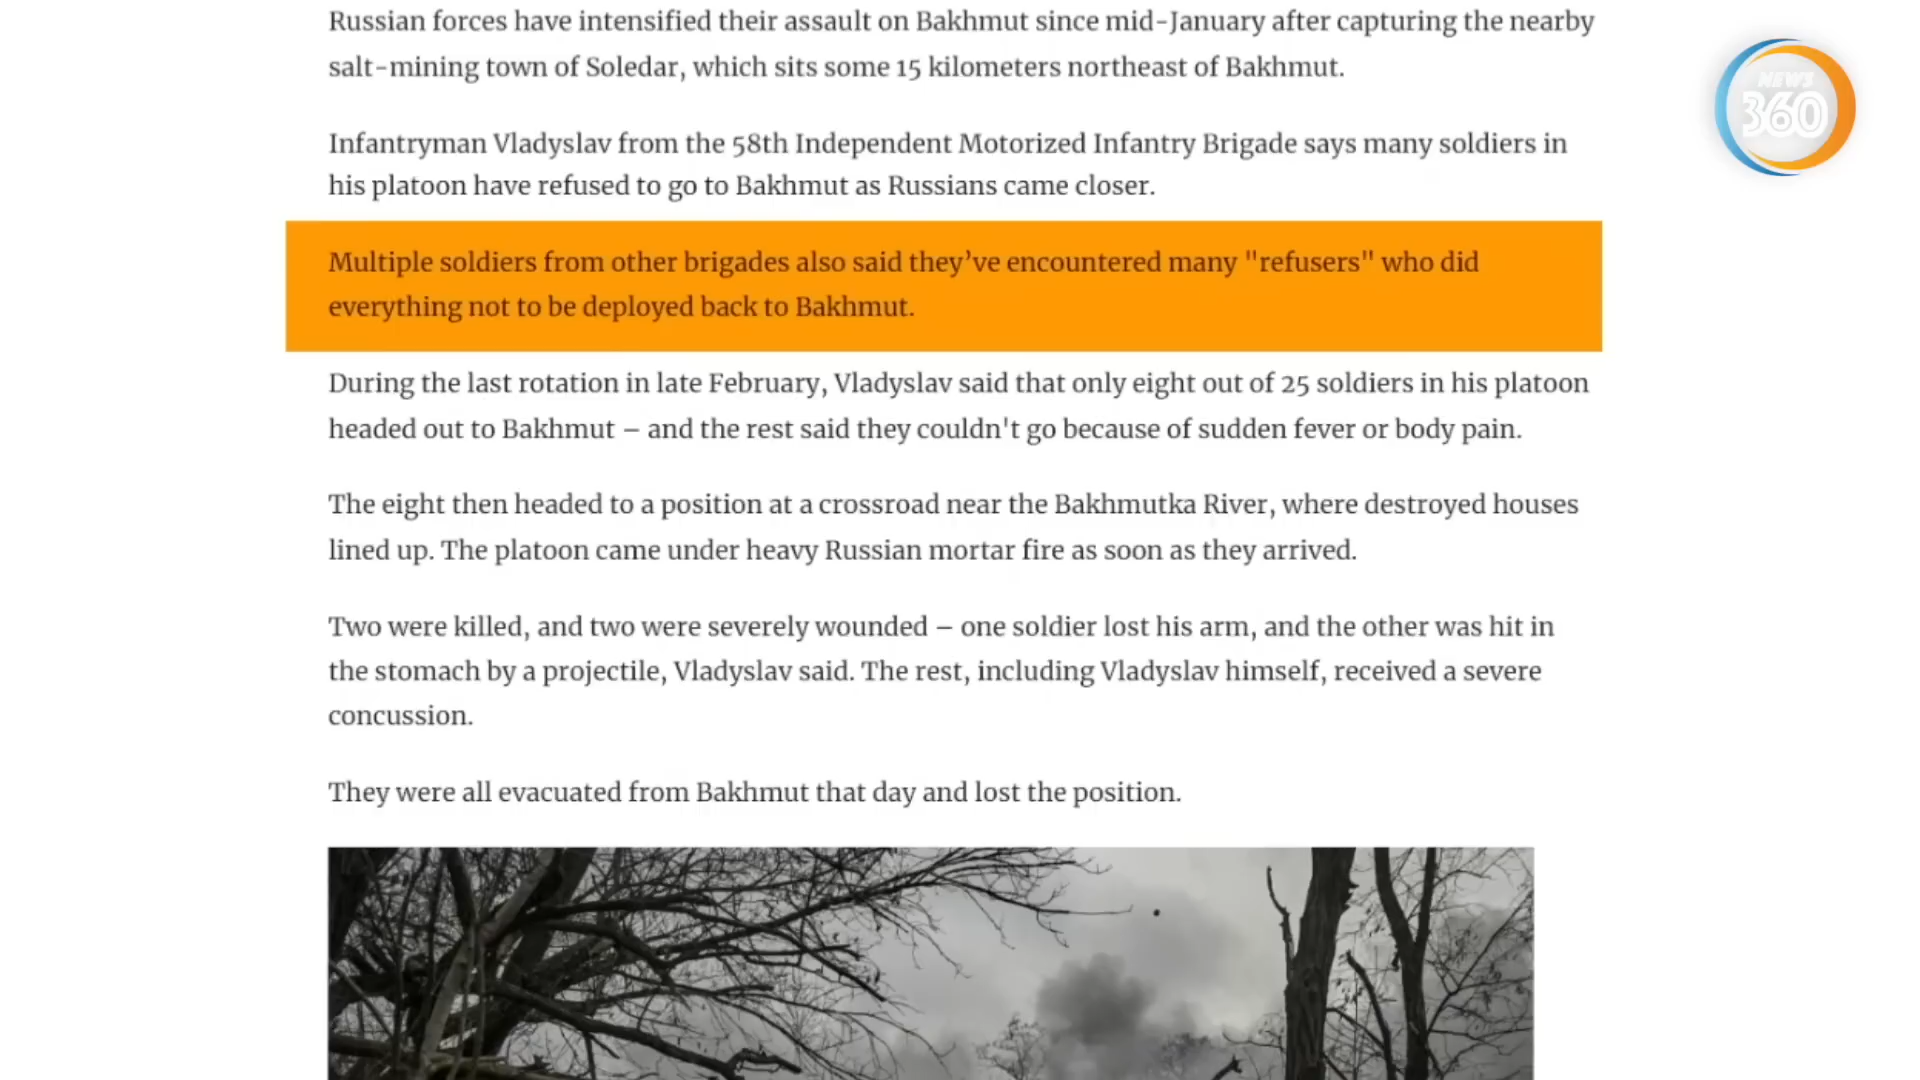 Russian forces have intensified their assault on Bakhmut since mid-January after capturing the nearby
salt-mining town of Soledar, which sits some 15 kilometers northeast of Bakhmut.
NEWS
360
Infantryman Vladyslav from the 58th Independent Motorized Infantry Brigade says many soldiers in
his platoon have refused to go to Bakhmut as Russians came closer.
Multiple soldiers from other brigades also said they’ve encountered many "refusers" who did
everything not to be deployed back to Bakhmut.
During the last rotation in late February, Vladyslav said that only eight out of 25 soldiers in his platoon
headed out to Bakhmut – and the rest said they couldn't go because of sudden fever or body pain.
The eight then headed to a position at a crossroad near the Bakhmutka River, where destroyed houses
lined up. The platoon came under heavy Russian mortar fire as soon as they arrived.
Two were killed, and two were severely wounded – one soldier lost his arm, and the other was hit in
the stomach by a projectile, Vladyslav said. The rest, including Vladyslav himself, received a severe
concussion.
They were all evacuated from Bakhmut that day and lost the position.